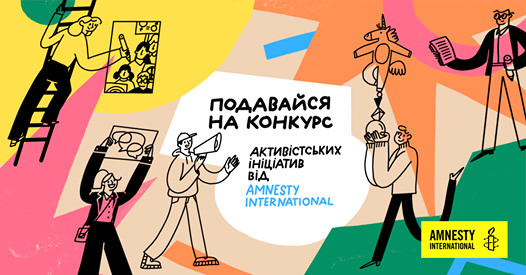 ПОДАВАЙСЯ
НА КОНКУРС
АКТИВІСТСЬКИХ
ІНІЦІАТИВ
ВІД
AMNESTY
INTERNATIONAL
AMNESTY
INTERNATIONAL